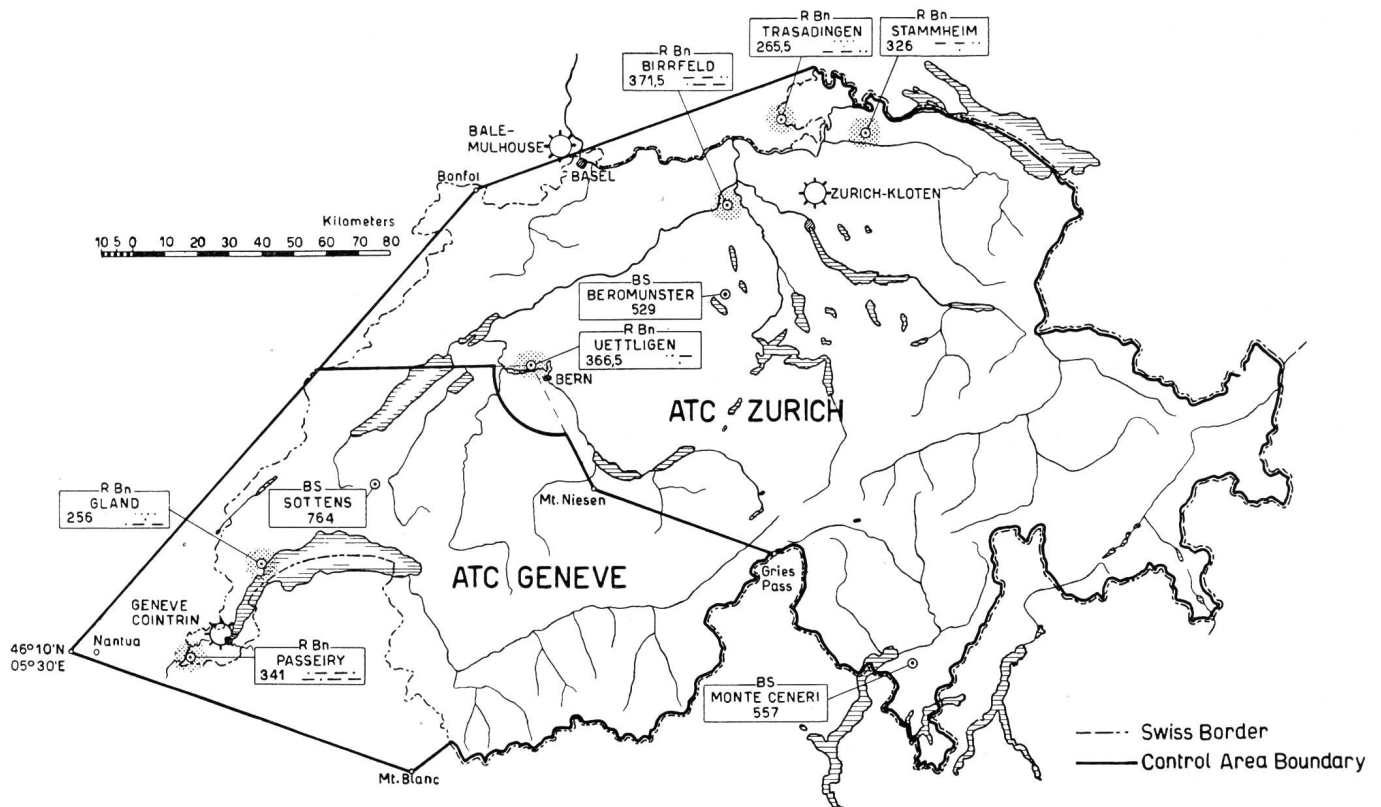 R Bn
TRASADINGEN
265,5
R Bn
STAMMHEIM
326
R Bn
BIRRFELD
371,5
BALE-
MULHOUSE
BASEL
Bonfol
ZURICH-KLOTEN
Kilometers
10 5 0 10 20 30 40 50 60 70 80
BS
BEROMUNSTER
529
R Bn
UETTLIGEN
366,5
BERN
ATC ZURICH
R Bn
GLAND
256
BS
SOTTENS
764
Mt. Niesen
ATC GENEVE
Gries
Pass
GENEVE
COINTRIN
46°10'N
05°30'E
Nantua
R Bn
PASSEIRY
341
BS
MONTE CENERI
557
Mt. Blanc
Swiss Border
Control Area Boundary